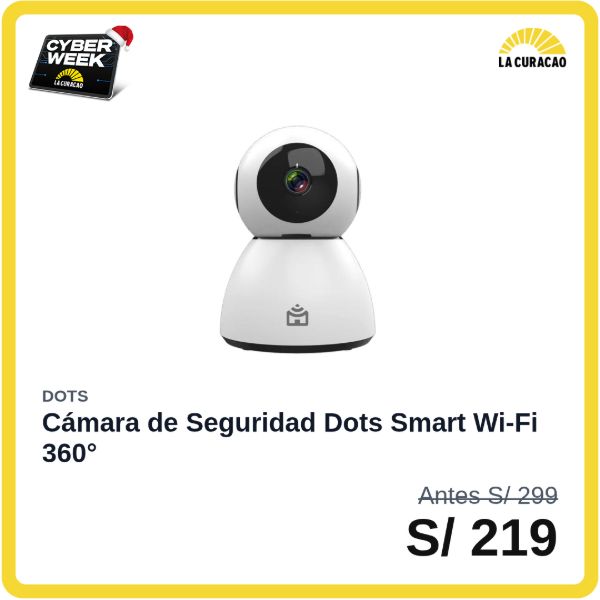 CYBER
WEEK
LA CURACAO
LA CURACAO
DOTS
Cámara de Seguridad Dots Smart Wi-Fi
360°
Antes S/ 299
S/ 219